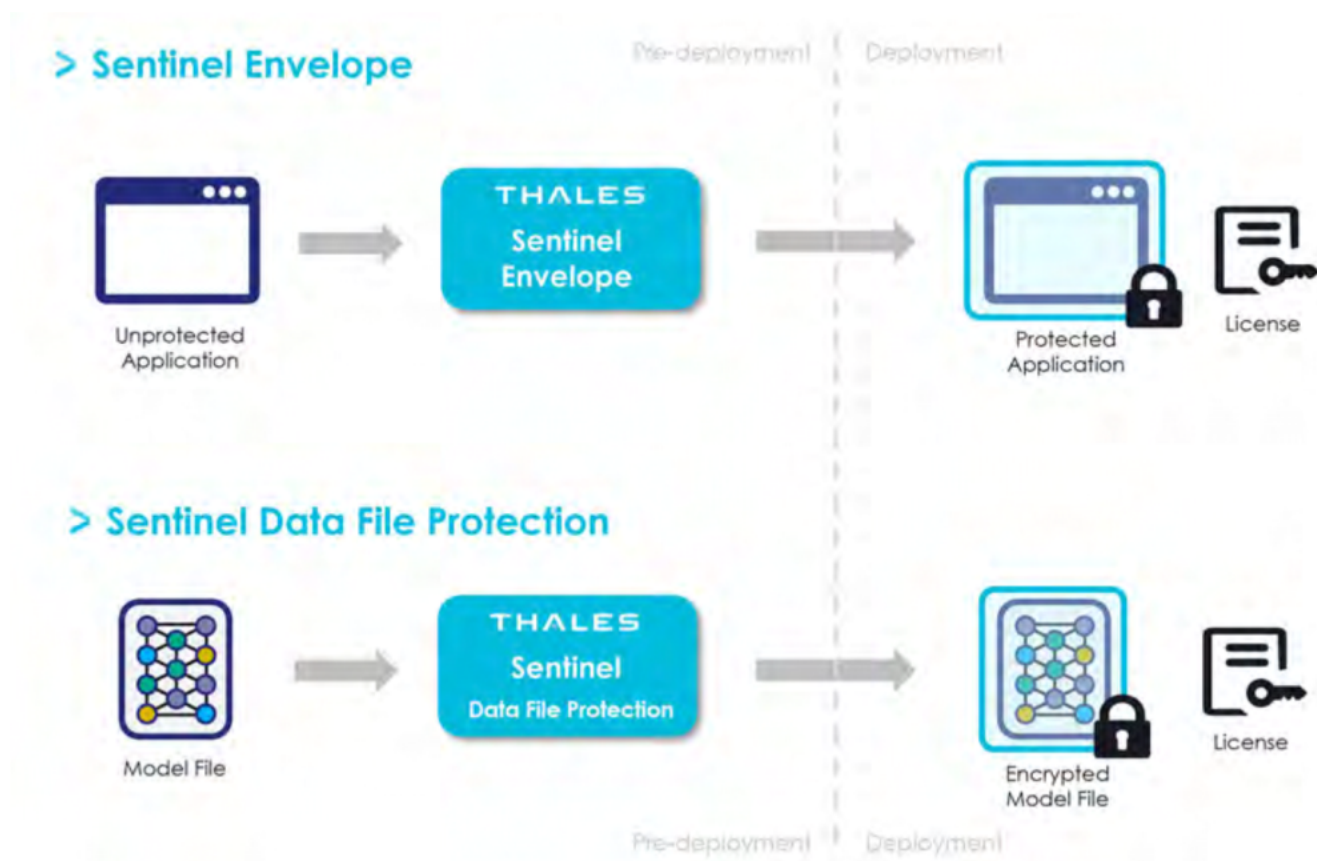 > Sentinel Envelope
Pre-deployment
Deployment
THALES
Sentinel
Envelope
Unprotected
Application
Protected
Application
License
> Sentinel Data File Protection
THALES
Sentinel
Data File Protection
Model File
Encrypted
Model File
License
Pre-deployment
Deployment